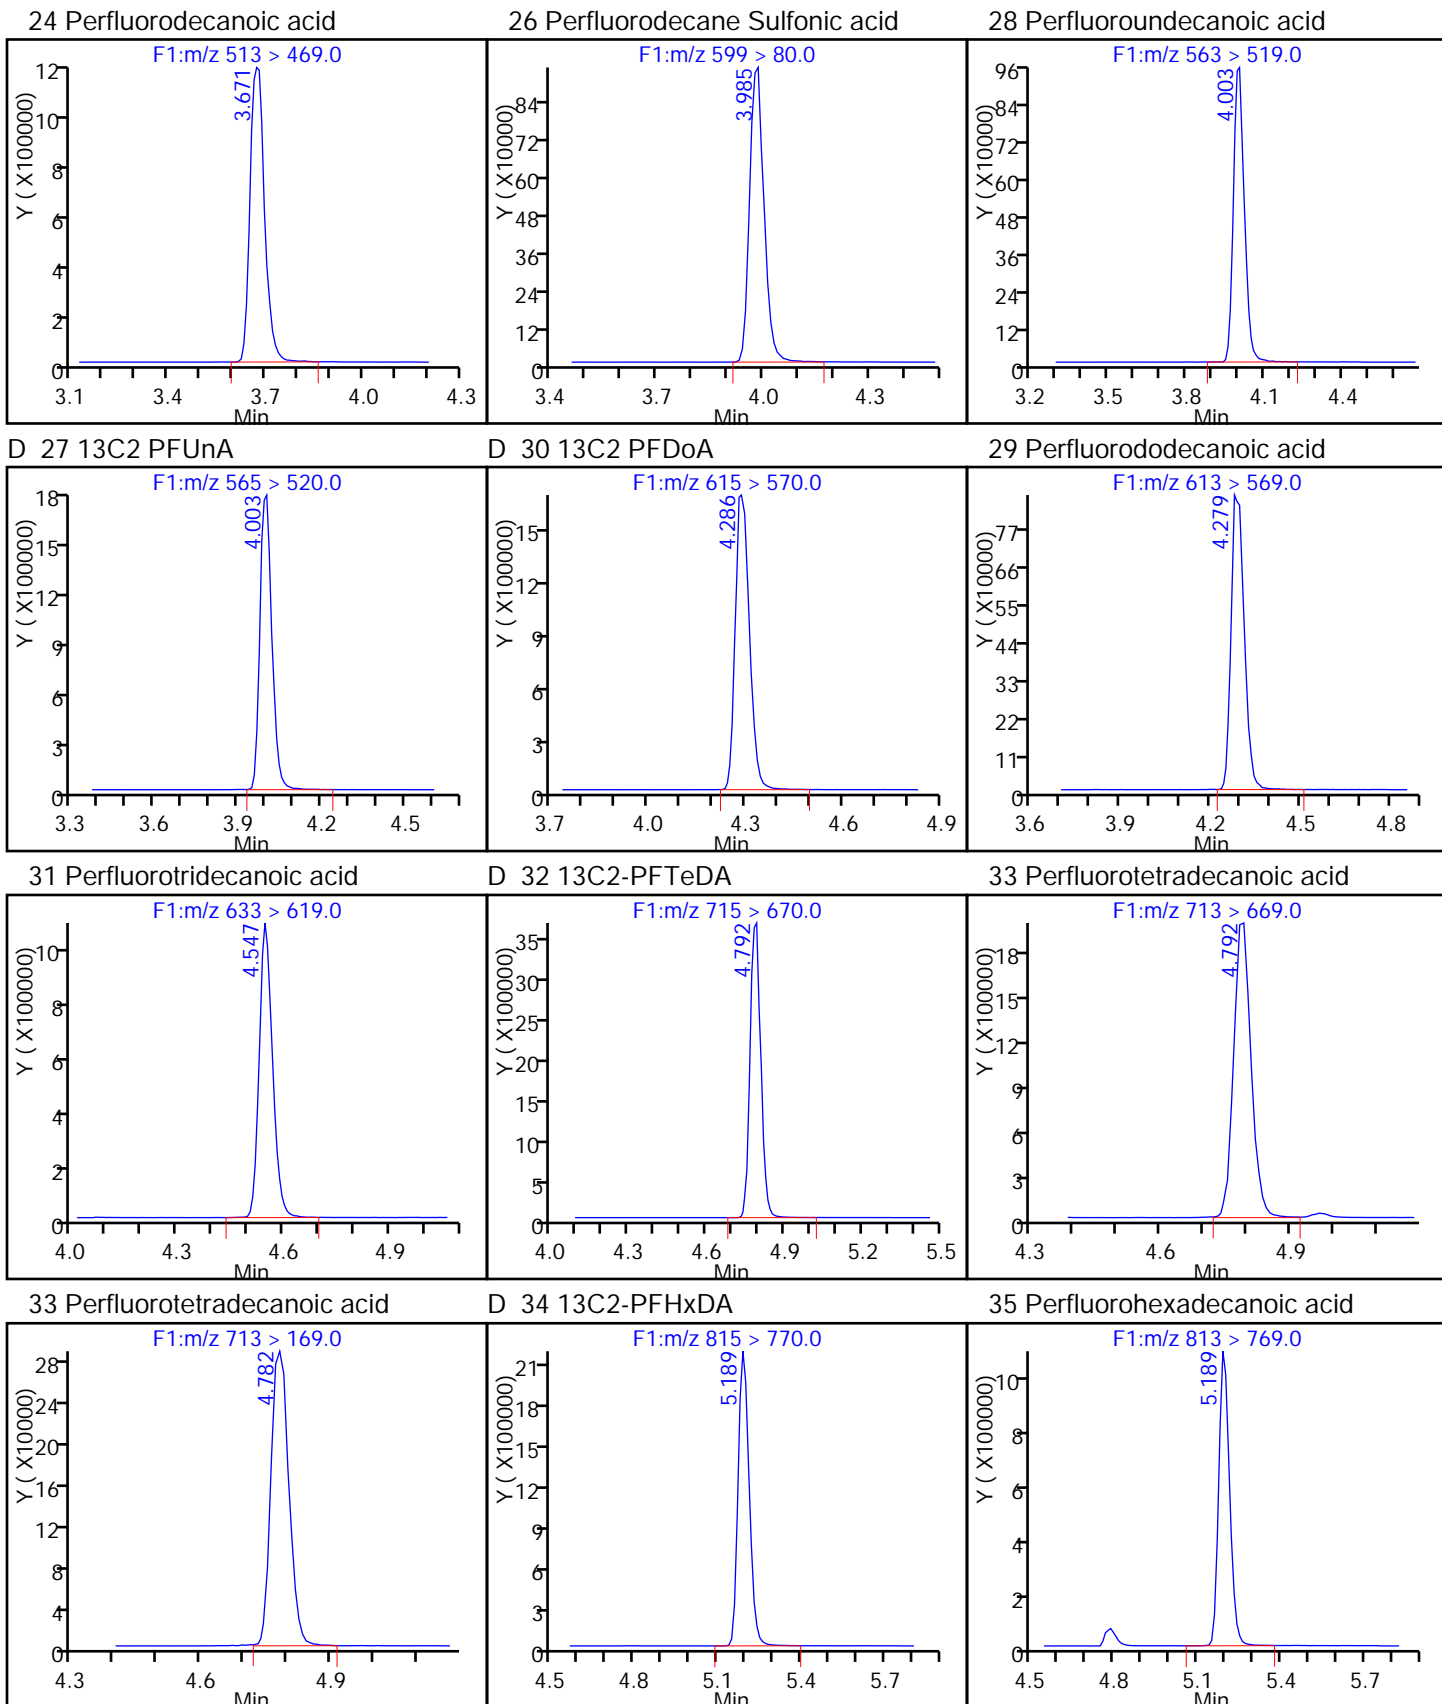 24 Perfluorodecanoic acid
F1:m/z 513 > 469.0
3.671
Y ( X100000)
12
10
8
6
4
2
0
3.1 3.4 3.7 4.0 4.3
Min
26 Perfluorodecane Sulfonic acid
F1:m/z 599 > 80.0
3.985
Y ( X10000)
84
72
60
48
36
24
12
0
3.4 3.7 4.0 4.3
Min
28 Perfluoroundecanoic acid
F1:m/z 563 > 519.0
4.003
Y ( X10000)
96
84
72
60
48
36
24
12
0
3.2 3.5 3.8 4.1 4.4
Min
D 27 13C2 PFUnA
F1:m/z 565 > 520.0
4.003
Y ( X100000)
18
15
12
9
6
3
0
3.3 3.6 3.9 4.2 4.5
Min
D 30 13C2 PFDoA
F1:m/z 615 > 570.0
4.286
Y ( X100000)
15
12
9
6
3
0
3.7 4.0 4.3 4.6 4.9
Min
29 Perfluorododecanoic acid
F1:m/z 613 > 569.0
4.279
Y ( X10000)
77
66
55
44
33
22
11
0
3.6 3.9 4.2 4.5 4.8
Min
31 Perfluorotridecanoic acid
F1:m/z 633 > 619.0
4.547
Y ( X100000)
10
8
6
4
2
0
4.0 4.3 4.6 4.9
Min
D 32 13C2-PFTeDA
F1:m/z 715 > 670.0
4.792
Y ( X100000)
35
30
25
20
15
10
5
0
4.0 4.3 4.6 4.9 5.2 5.5
Min
33 Perfluorotetradecanoic acid
F1:m/z 713 > 669.0
4.792
Y ( X100000)
18
15
12
9
6
3
0
4.3 4.6 4.9
Min
33 Perfluorotetradecanoic acid
F1:m/z 713 > 169.0
4.782
Y ( X100000)
28
24
20
16
12
8
4
0
4.3 4.6 4.9
Min
D 34 13C2-PFHxDA
F1:m/z 815 > 770.0
5.189
Y ( X100000)
21
18
15
12
9
6
3
0
4.5 4.8 5.1 5.4 5.7
Min
35 Perfluorohexadecanoic acid
F1:m/z 813 > 769.0
5.189
Y ( X100000)
10
8
6
4
2
0
4.5 4.8 5.1 5.4 5.7
Min